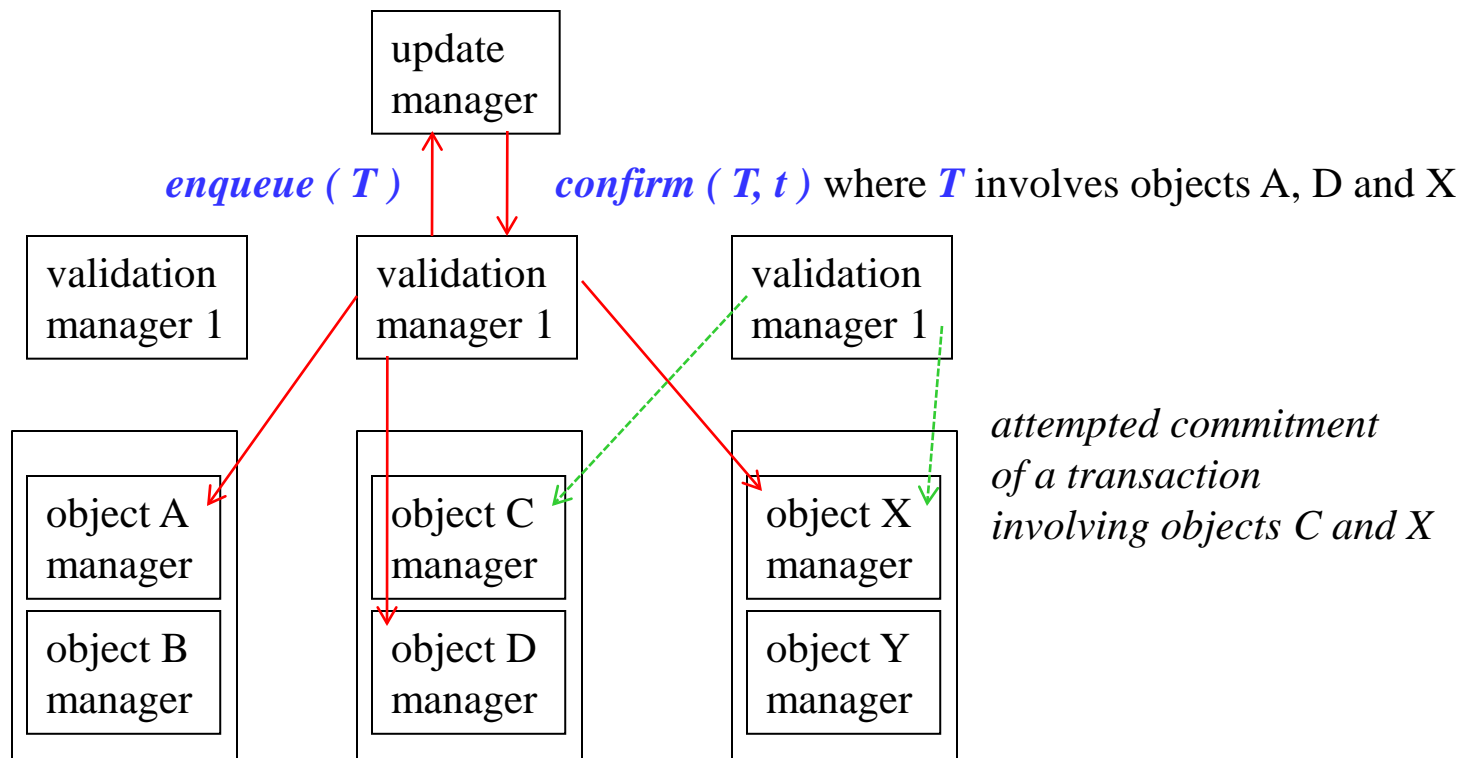 update
manager
enqueue ( T )
confirm ( T, t ) where T involves objects A, D and X
validation
manager 1
validation
manager 1
validation
manager 1
attempted commitment
of a transaction
involving objects C and X
object A
manager
object C
manager
object X
manager
object B
manager
object D
manager
object Y
manager